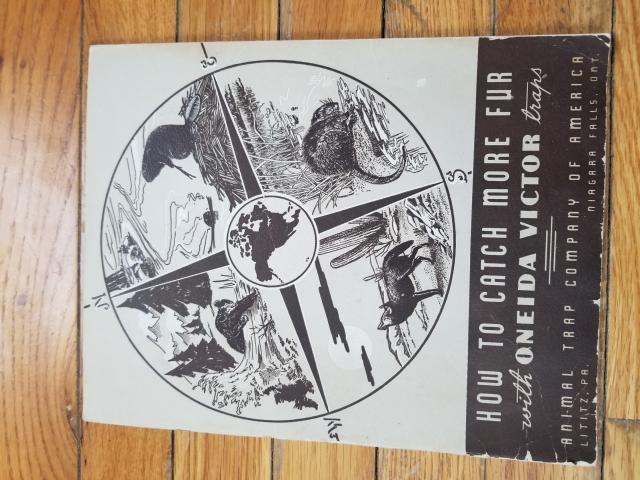 N
E
W
S
HOW TO CATCH MORE FUR
with ONEIDA VICTOR traps
ANIMAL TRAP COMPANY OF AMERICA
LITITZ, PA. NIAGARA FALLS, ONT.